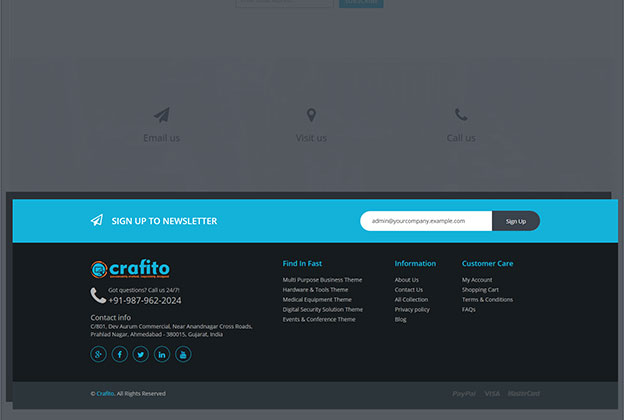 SUBSCRIBE
Email us
Visit us
Call us
SIGN UP TO NEWSLETTER
admin@yourcompany.example.com
Sign Up
crafito
Got questions? Call us 24/7!
+91-987-962-2024
Contact info
C/801, Dev Aurum Commercial, Near Anandnagar Cross Roads,
Prahlad Nagar, Ahmedabad - 380015, Gujarat, India
Find In Fast
Multi Purpose Business Theme
Hardware & Tools Theme
Medical Equipment Theme
Digital Security Solution Theme
Events & Conference Theme
Information
About Us
Contact Us
All Collection
Privacy policy
Blog
Customer Care
My Account
Shopping Cart
Terms & Conditions
FAQs
© Crafito, All Rights Reserved
PayPal VISA MasterCard